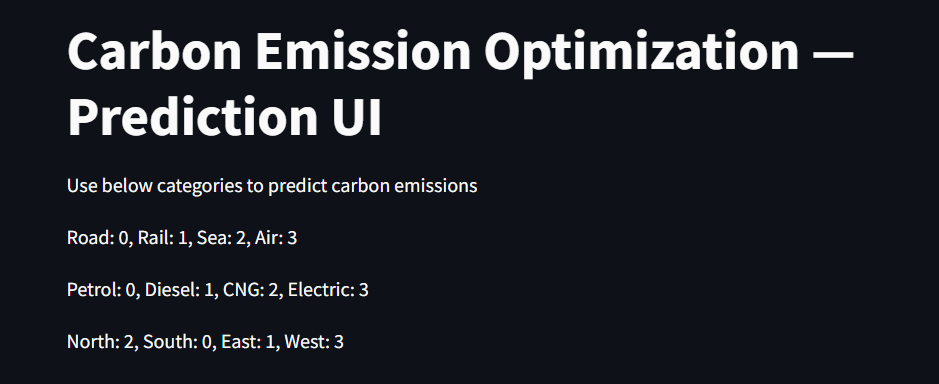 Carbon Emission Optimization —
Prediction UI
Use below categories to predict carbon emissions
Road: 0, Rail: 1, Sea: 2, Air: 3
Petrol: 0, Diesel: 1, CNG: 2, Electric: 3
North: 2, South: 0, East: 1, West: 3